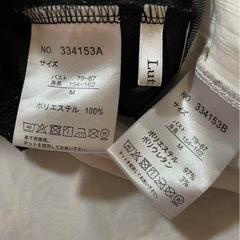 NO. 334153A
サイズ
バスト 79-87
身長 154-162
M
ポリエステル 100%
NO. 334153B
サイズ
バスト 79-87
身長 154-162
M
ポリエステル 97%
ポリウレタン 3%